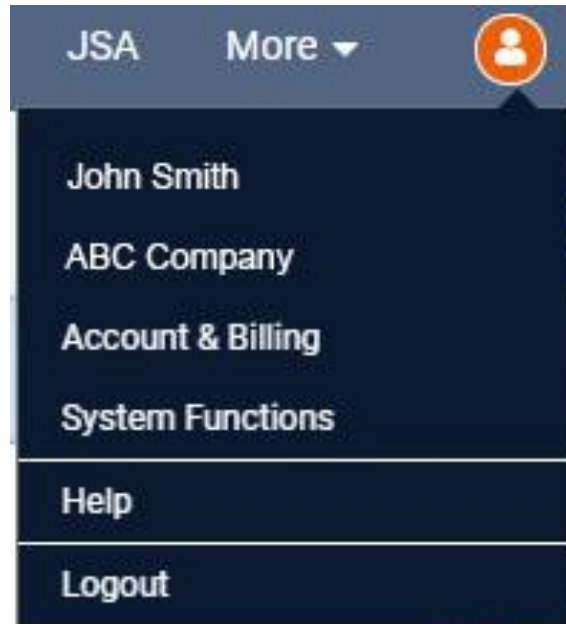 JSA More
John Smith
ABC Company
Account & Billing
System Functions
Help
Logout